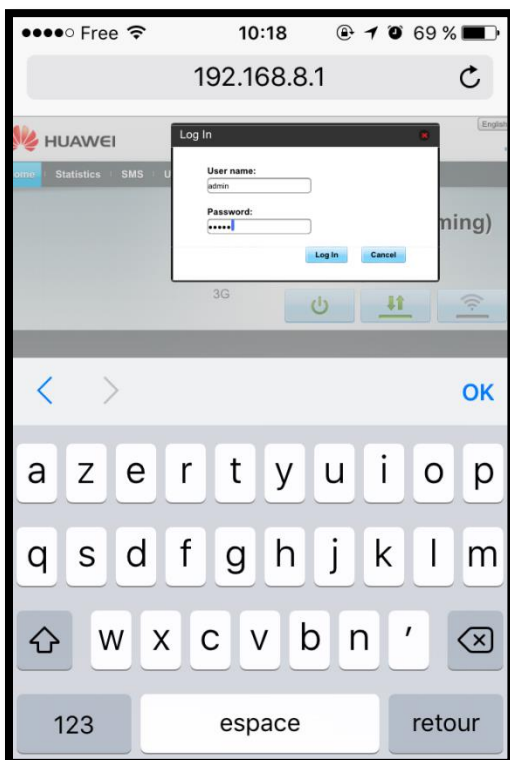 Free 10:18 69 %
192.168.8.1
English
HUAWEI
Log In
ome Statistics SMS U
User name:
admin
Password:
•••••
ming)
Log In Cancel
3G
OK
a z e r t y u i o p
q s d f g h j k l m
w x c v b n ’
123 espace retour